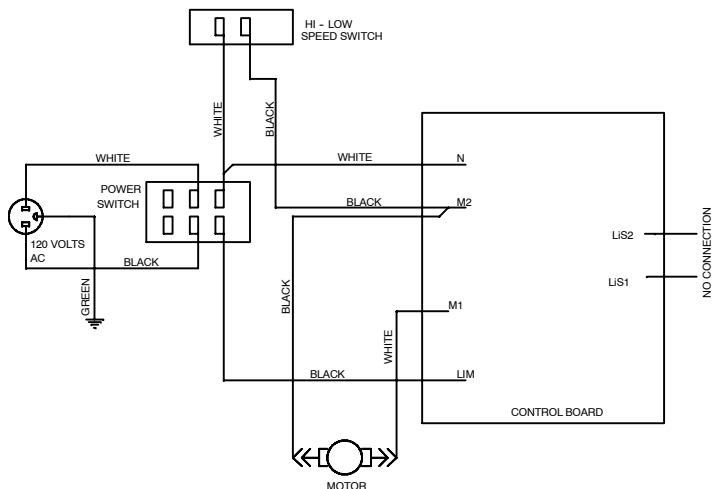 HI - LOW
SPEED SWITCH
WHITE
BLACK
WHITE
WHITE
N
POWER
SWITCH
BLACK
M2
120 VOLTS
AC
BLACK
GREEN
BLACK
LiS2
LiS1
NO CONNECTION
M1
WHITE
BLACK
LIM
CONTROL BOARD
MOTOR